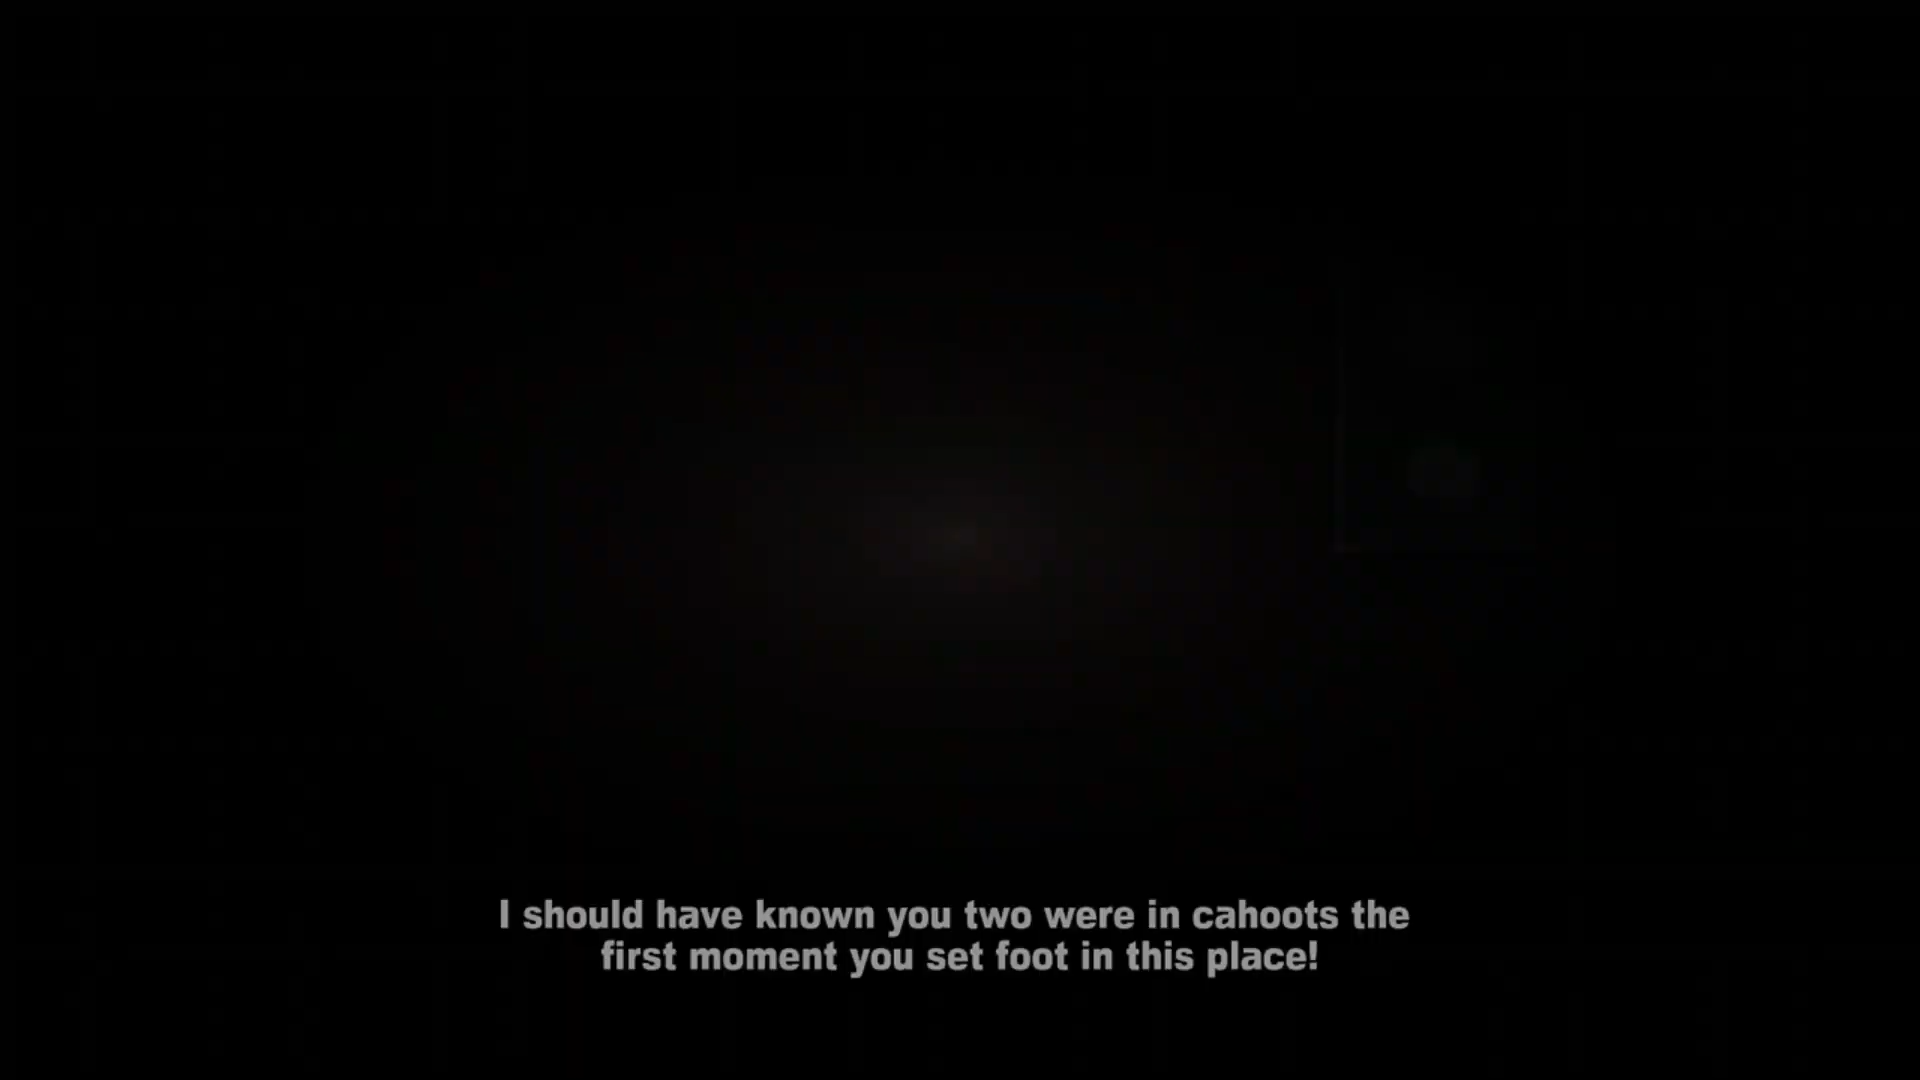 I should have known you two were in cahoots the
first moment you set foot in this place!